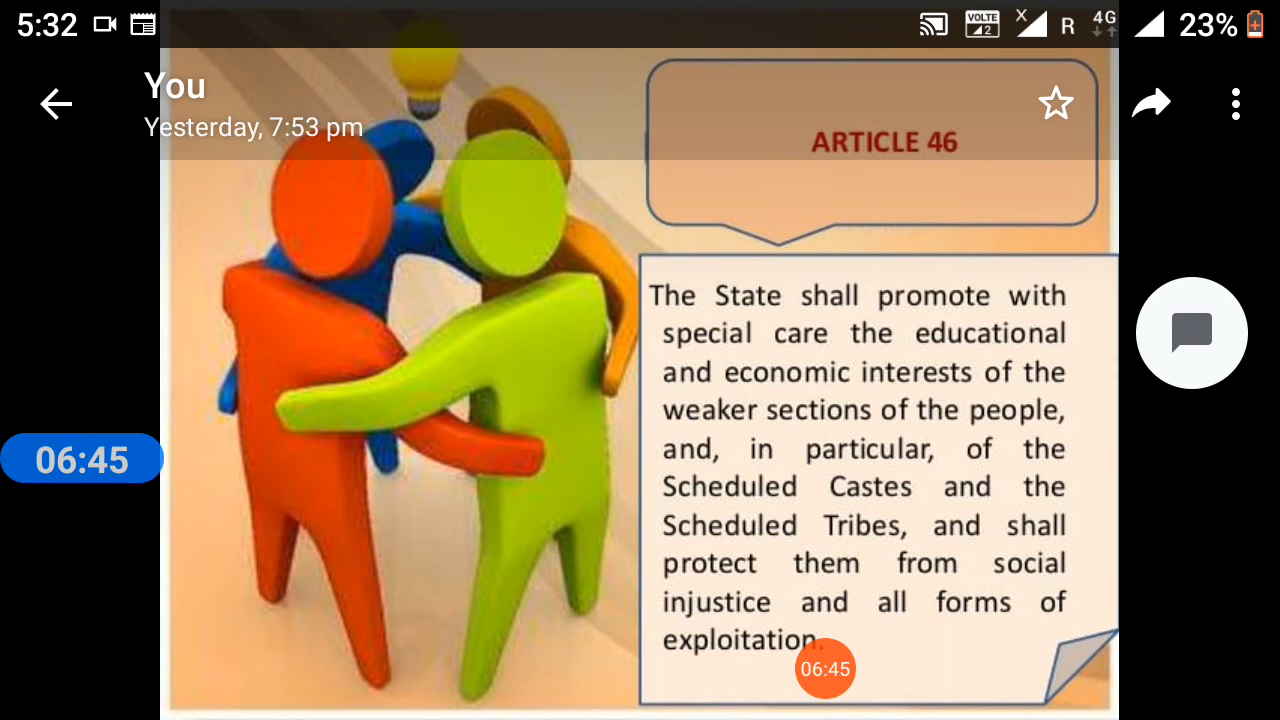 5:32
VOLTE
2
X
R
4G
23%
You
Yesterday, 7:53 pm
ARTICLE 46
The State shall promote with
special care the educational
and economic interests of the
weaker sections of the people,
and, in particular, of the
Scheduled Castes and the
Scheduled Tribes, and shall
protect them from social
injustice and all forms of
exploitation.
06:45
06:45